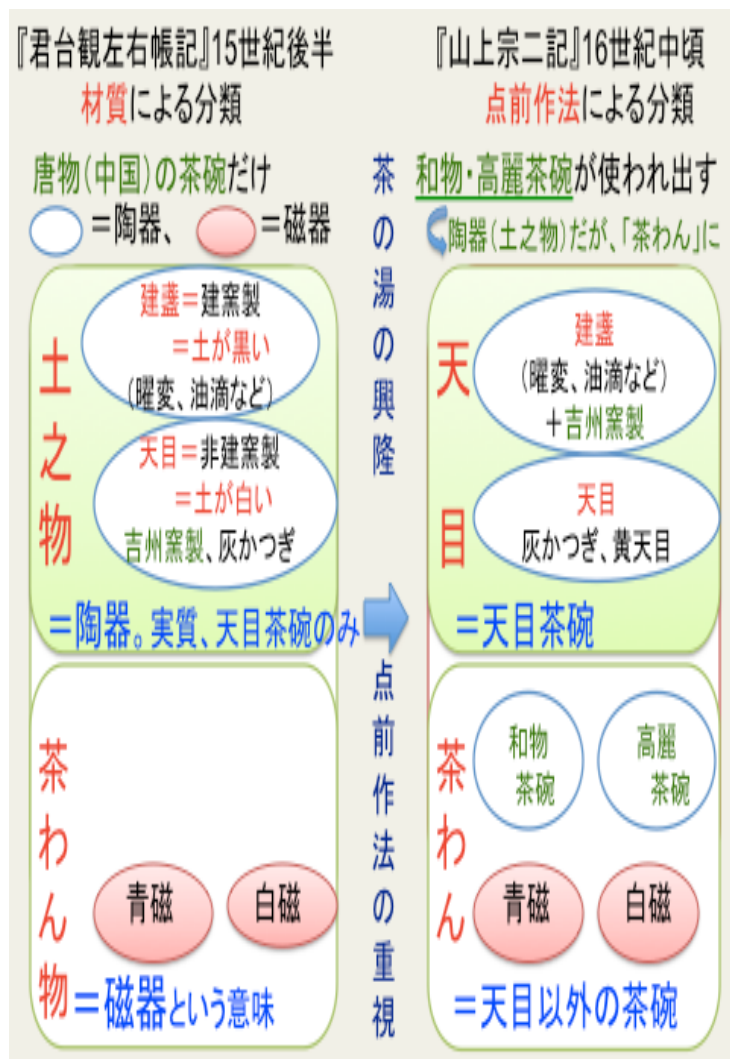 『君台観左右帳記』15世紀後半
材質による分類
唐物(中国)の茶碗だけ
=陶器、 =磁器
土之物
建盞=建窯製
=土が黒い
(曜変、油滴など)
天目=非建窯製
=土が白い
吉州窯製、灰かつぎ
=陶器。実質、天目茶碗のみ
茶わん物
青磁
白磁
=磁器という意味
茶の湯の興隆
点前作法の重視
『山上宗二記』16世紀中頃
点前作法による分類
和物・高麗茶碗が使われ出す
陶器(土之物)だが、「茶わん」に
天目
建盞
(曜変、油滴など)
+吉州窯製
天目
灰かつぎ、黄天目
=天目茶碗
茶わん
和物
茶碗
高麗
茶碗
青磁
白磁
=天目以外の茶碗